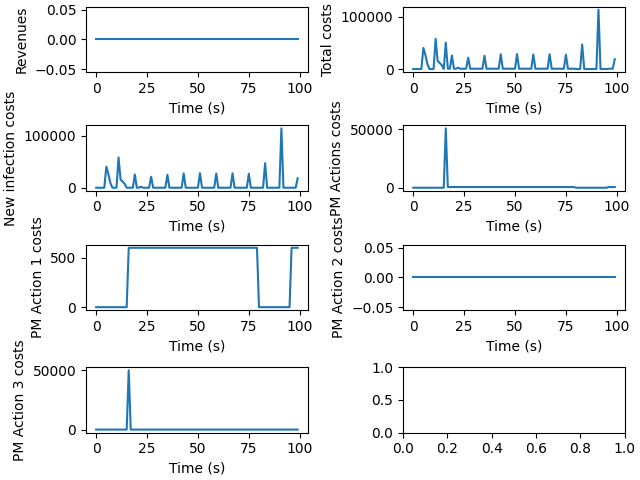 Revenues
0.05
0.00
−0.05
0 25 50 75 100
Time (s)
Total costs
100000
0
0 25 50 75 100
Time (s)
New infection costs
100000
0
0 25 50 75 100
Time (s)
PM Actions costs
50000
0
0 25 50 75 100
Time (s)
PM Action 1 costs
500
0
0 25 50 75 100
Time (s)
PM Action 2 costs
0.05
0.00
−0.05
0 25 50 75 100
Time (s)
PM Action 3 costs
50000
0
0 25 50 75 100
Time (s)
1.0
0.5
0.0
0.0 0.2 0.4 0.6 0.8 1.0